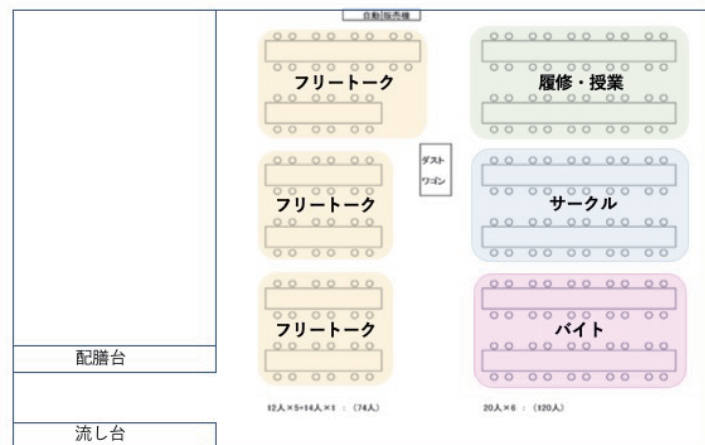 自動販売機
フリートーク
履修・授業
ダスト
ワゴン
フリートーク
サークル
フリートーク
バイト
配膳台
12人×5+14人×1 : (74人)
20人×6 : (120人)
流し台